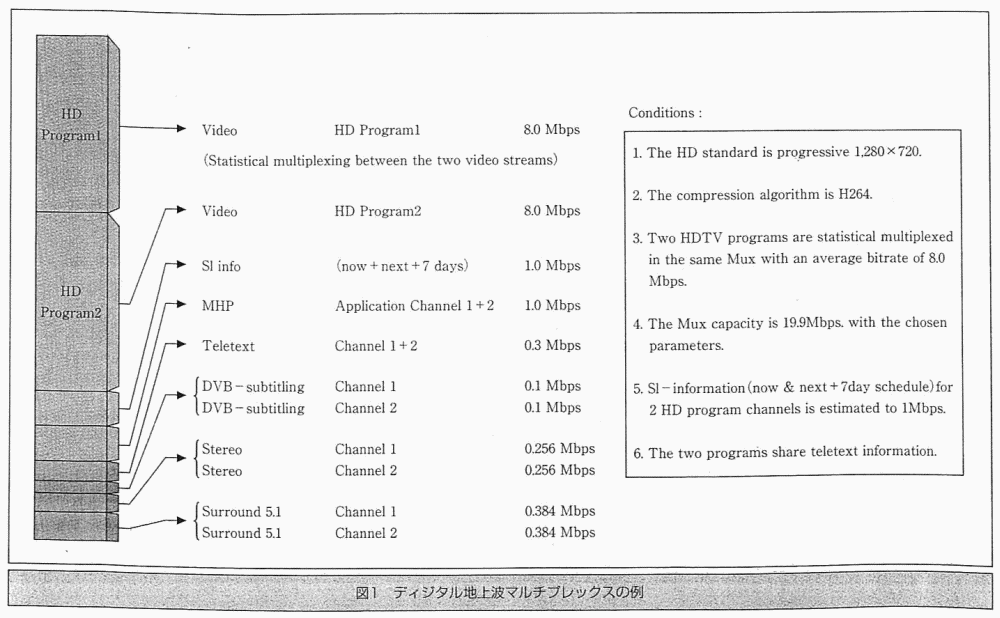 HD
Program1
HD
Program2
Video HD Program1 8.0 Mbps
(Statistical multiplexing between the two video streams)
Video HD Program2 8.0 Mbps
SI info (now+next+7 days) 1.0 Mbps
MHP Application Channel 1+2 1.0 Mbps
Teletext Channel 1+2 0.3 Mbps
DVB-subtitling Channel 1 0.1 Mbps
DVB-subtitling Channel 2 0.1 Mbps
Stereo Channel 1 0.256 Mbps
Stereo Channel 2 0.256 Mbps
Surround 5.1 Channel 1 0.384 Mbps
Surround 5.1 Channel 2 0.384 Mbps
Conditions :
1. The HD standard is progressive 1,280×720.
2. The compression algorithm is H264.
3. Two HDTV programs are statistical multiplexed
in the same Mux with an average bitrate of 8.0
Mbps.
4. The Mux capacity is 19.9Mbps. with the chosen
parameters.
5. SI-information(now & next+7day schedule)for
2 HD program channels is estimated to 1Mbps.
6. The two programs share teletext information.
図1 ディジタル地上波マルチプレックスの例